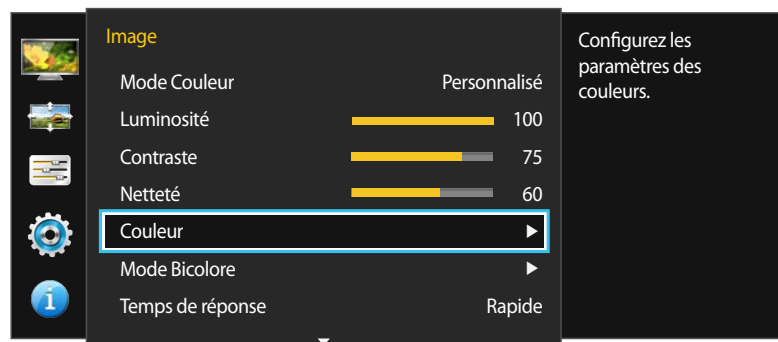 Image
Mode Couleur Personnalisé
Luminosité 100
Contraste 75
Netteté 60
Couleur
Mode Bicolore
Temps de réponse Rapide
Configurez les
paramètres des
couleurs.